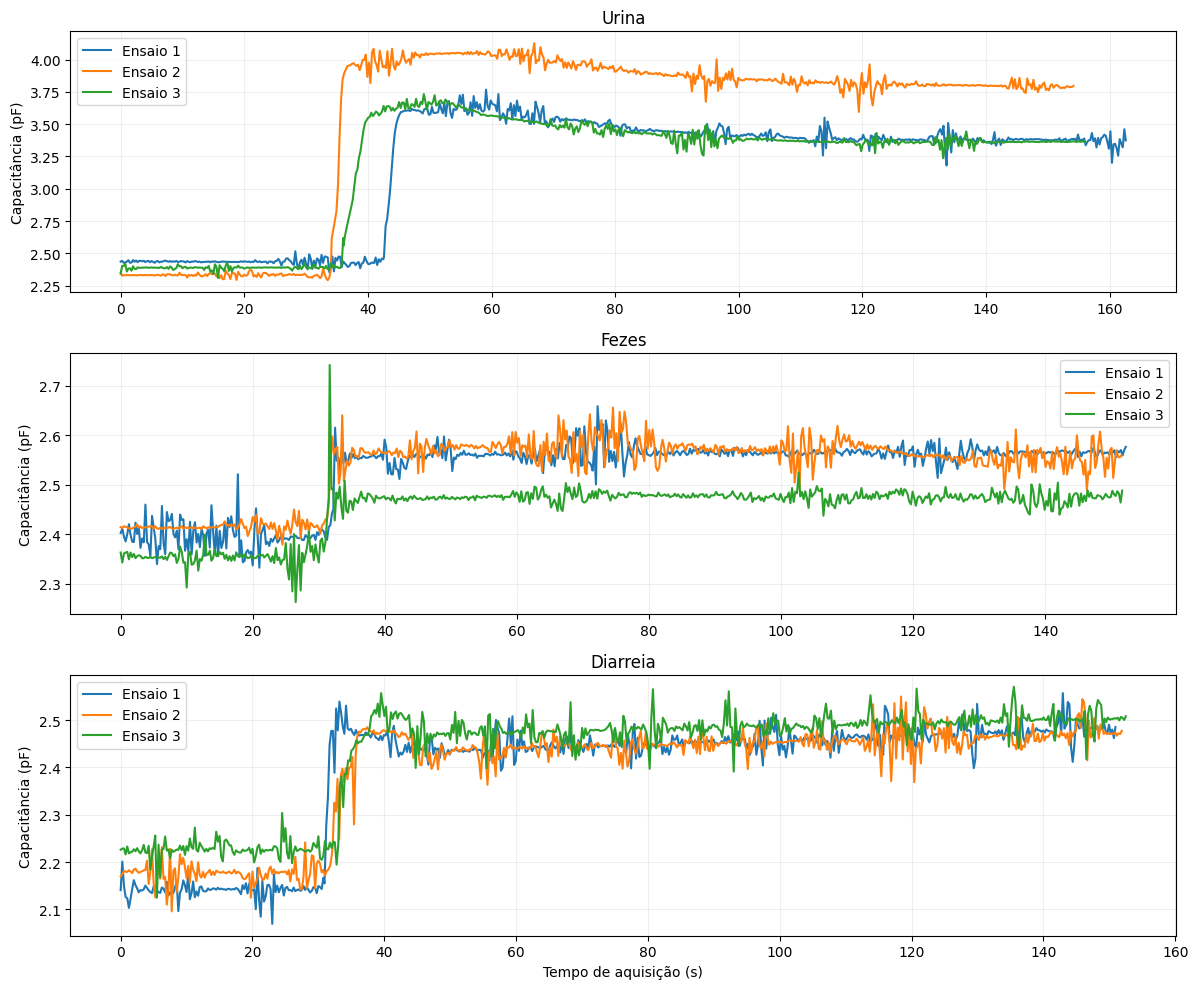 Urina
Capacitância (pF)
Ensaio 1
Ensaio 2
Ensaio 3
4.00
3.75
3.50
3.25
3.00
2.75
2.50
2.25
0 20 40 60 80 100 120 140 160
Fezes
Capacitância (pF)
Ensaio 1
Ensaio 2
Ensaio 3
2.7
2.6
2.5
2.4
2.3
0 20 40 60 80 100 120 140
Diarreia
Capacitância (pF)
Ensaio 1
Ensaio 2
Ensaio 3
2.5
2.4
2.3
2.2
2.1
0 20 40 60 80 100 120 140 160
Tempo de aquisição (s)